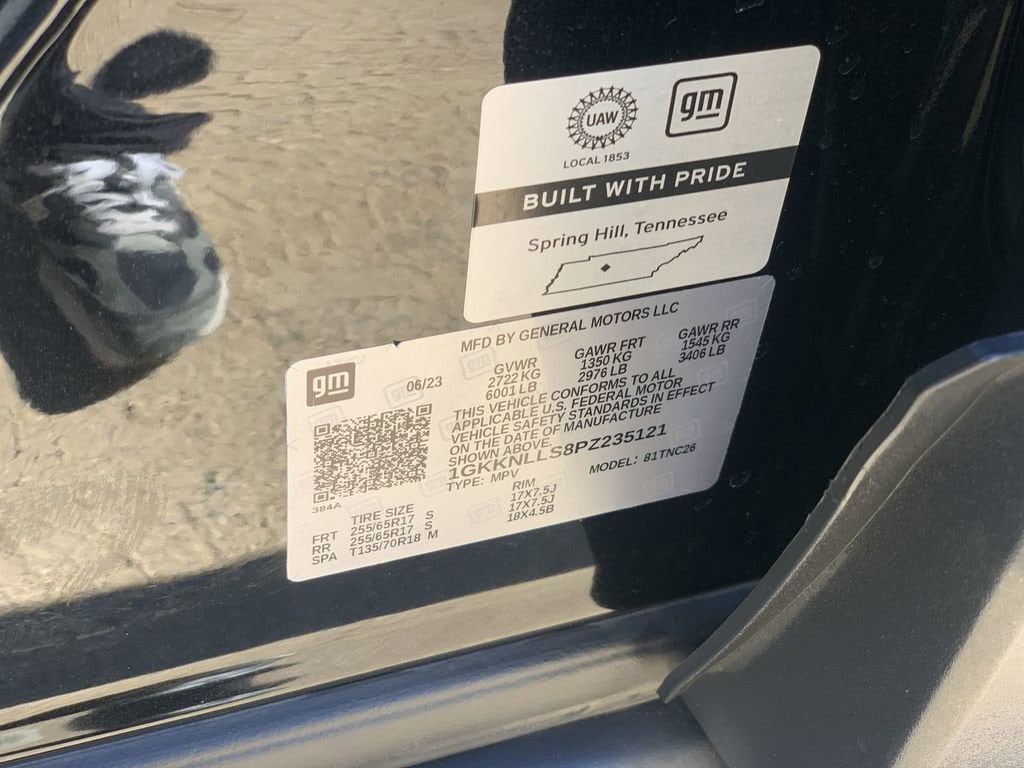 UAW
gm
LOCAL 1853
BUILT WITH PRIDE
Spring Hill, Tennessee
MFD BY GENERAL MOTORS LLC
gm
06/23
GVWR GAWR FRT GAWR RR
2722 KG 1350 KG 1545 KG
6001 LB 2976 LB 3406 LB
THIS VEHICLE CONFORMS TO ALL
APPLICABLE U.S. FEDERAL MOTOR
VEHICLE SAFETY STANDARDS IN EFFECT
ON THE DATE OF MANUFACTURE
SHOWN ABOVE.
1GKKNLLS8PZ235121
TYPE: MPV MODEL: 81TNC26
384A
TIRE SIZE RIM
FRT 255/65R17 S 17X7.5J
RR 255/65R17 S 17X7.5J
SPA T135/70R18 M 18X4.5B